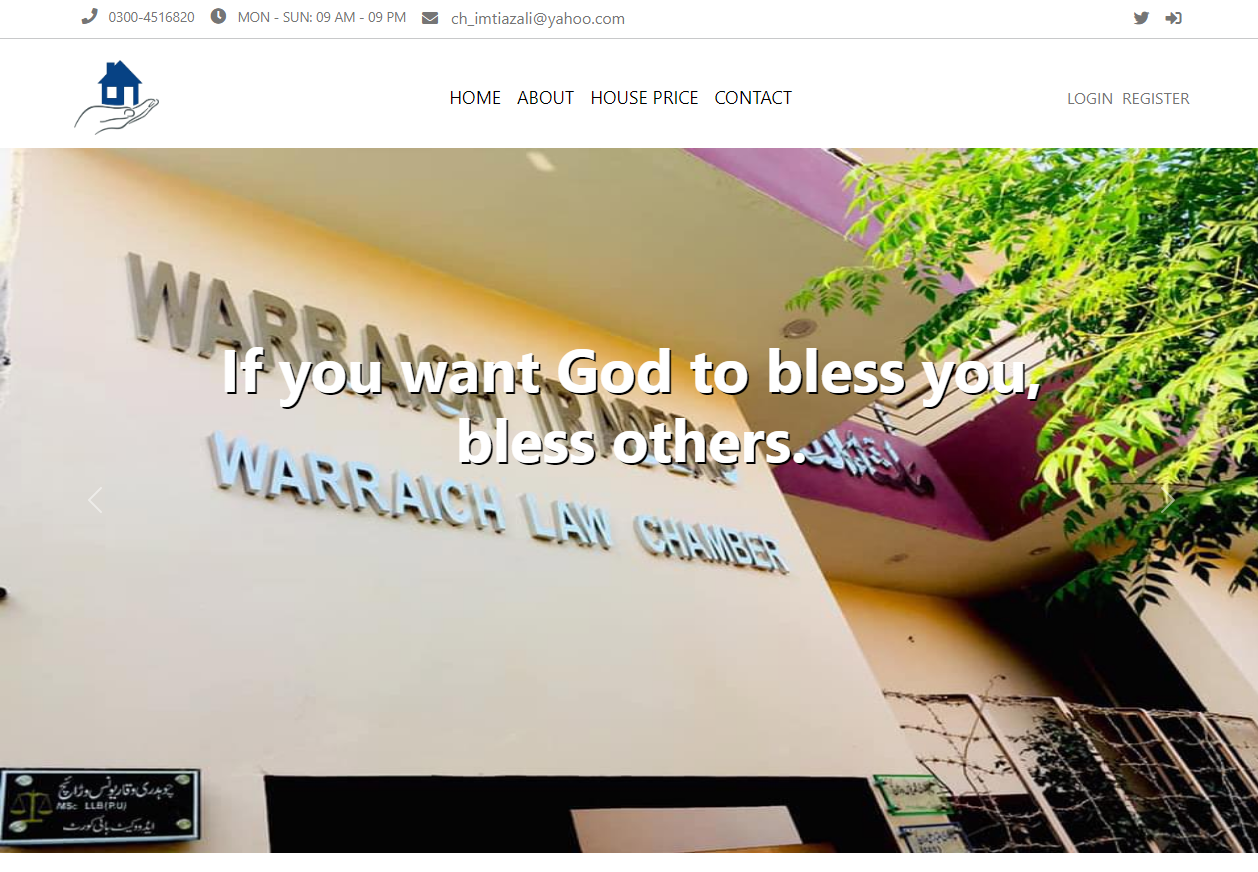 0300-4516820 MON - SUN: 09 AM - 09 PM ch_imtiazali@yahoo.com
HOME ABOUT HOUSE PRICE CONTACT LOGIN REGISTER
WARRAICH TRADERS
If you want God to bless you,
bless others.
WARRAICH LAW CHAMBER
چوہدری وقار یونس وڑائچ
MSc LLB (P.U)
ایڈووکیٹ ہائی کورٹ